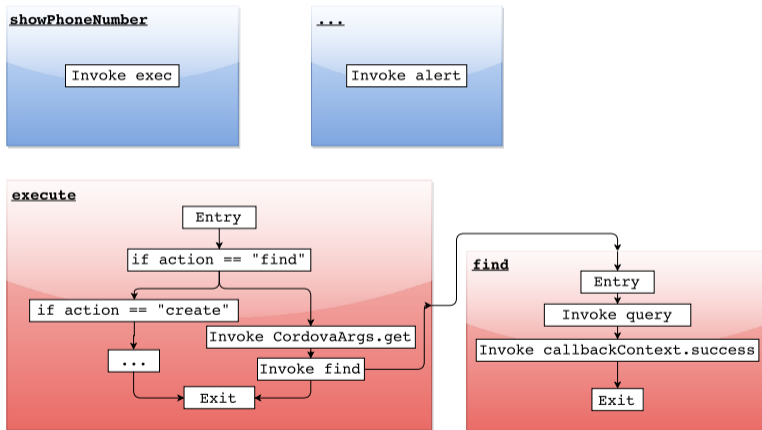 showPhoneNumber
Invoke exec
...
Invoke alert
execute
Entry
if action == "find"
if action == "create"
Invoke CordovaArgs.get
...
Invoke find
Exit
find
Entry
Invoke query
Invoke callbackContext.success
Exit